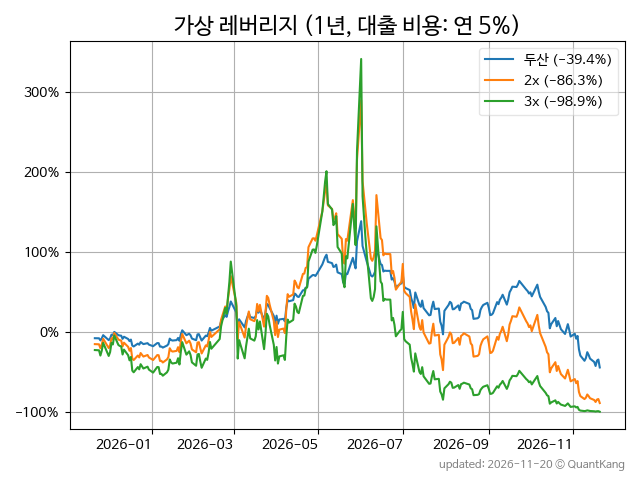 가상 레버리지 (1년, 대출 비용: 연 5%)
두산 (−39.4%)
2x (−86.3%)
3x (−98.9%)
300%
200%
100%
0%
−100%
2026−01 2026−03 2026−05 2026−07 2026−09 2026−11
updated: 2026-11-20 © QuantKang